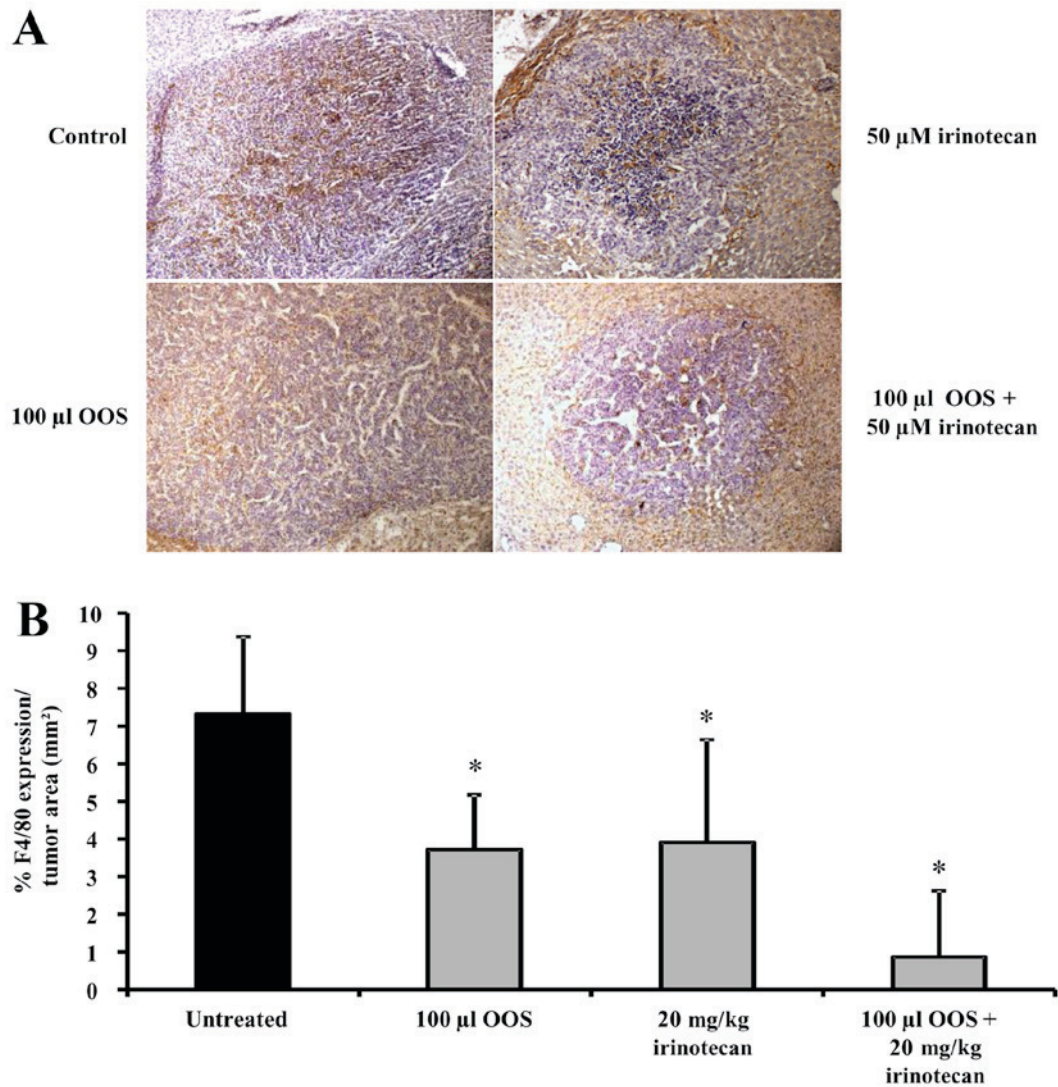 A
Control
50 µM irinotecan
100 µl OOS
100 µl OOS +
50 µM irinotecan
B
% F4/80 expression/
tumor area (mm²)
10
9
8
7
6
5
4
3
2
1
0
*
*
*
Untreated
100 µl OOS
20 mg/kg
irinotecan
100 µl OOS +
20 mg/kg
irinotecan